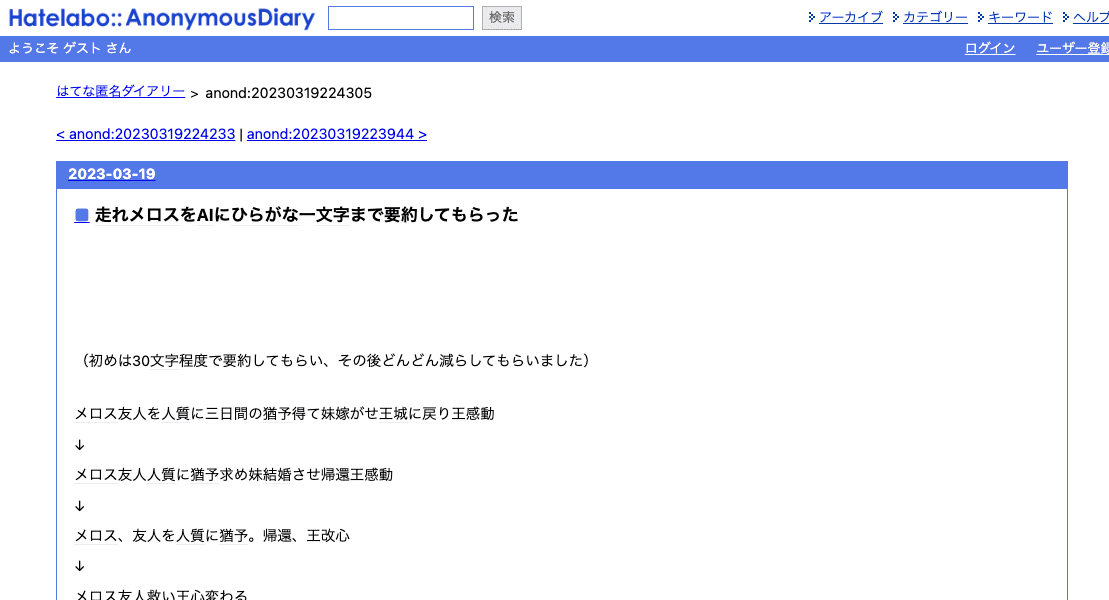 Hatelabo::AnonymousDiary 検索 アーカイブ カテゴリー キーワード ヘルプ
ようこそ ゲスト さん ログイン ユーザー登録
はてな匿名ダイアリー > anond:20230319224305
< anond:20230319224233 | anond:20230319223944 >
2023-03-19
走れメロスをAIにひらがな一文字まで要約してもらった
（初めは30文字程度で要約してもらい、その後どんどん減らしてもらいました）
メロス友人を人質に三日間の猶予得て妹嫁がせ王城に戻り王感動
↓
メロス友人人質に猶予求め妹結婚させ帰還王感動
↓
メロス、友人を人質に猶予。帰還、王改心
↓
メロス友人救い王心変わる